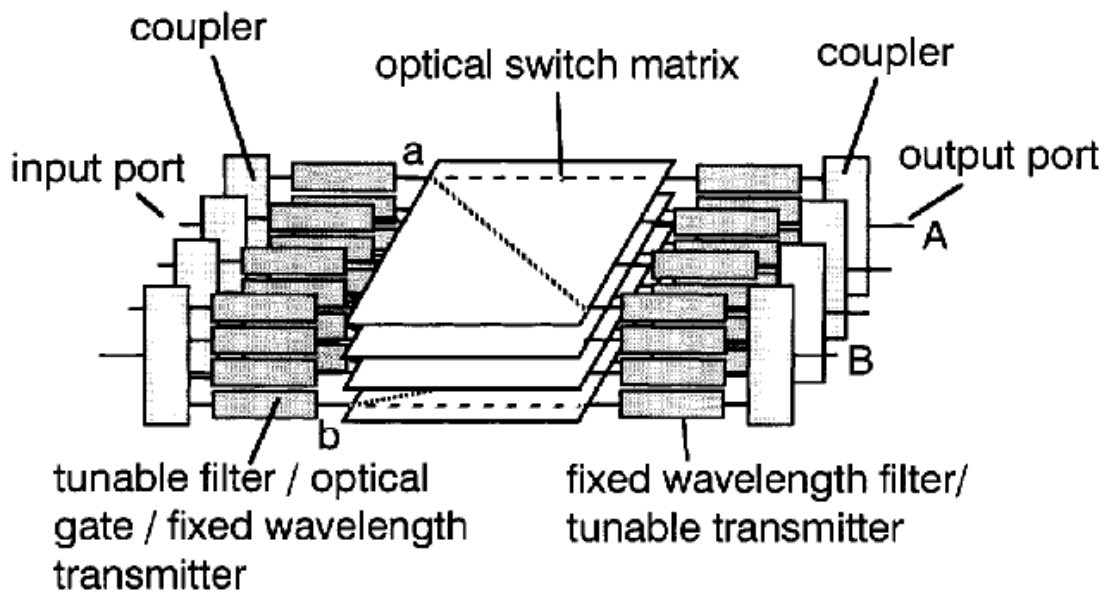 coupler
optical switch matrix
coupler
input port
a
output port
A
B
b
tunable filter / optical
gate / fixed wavelength
transmitter
fixed wavelength filter/
tunable transmitter